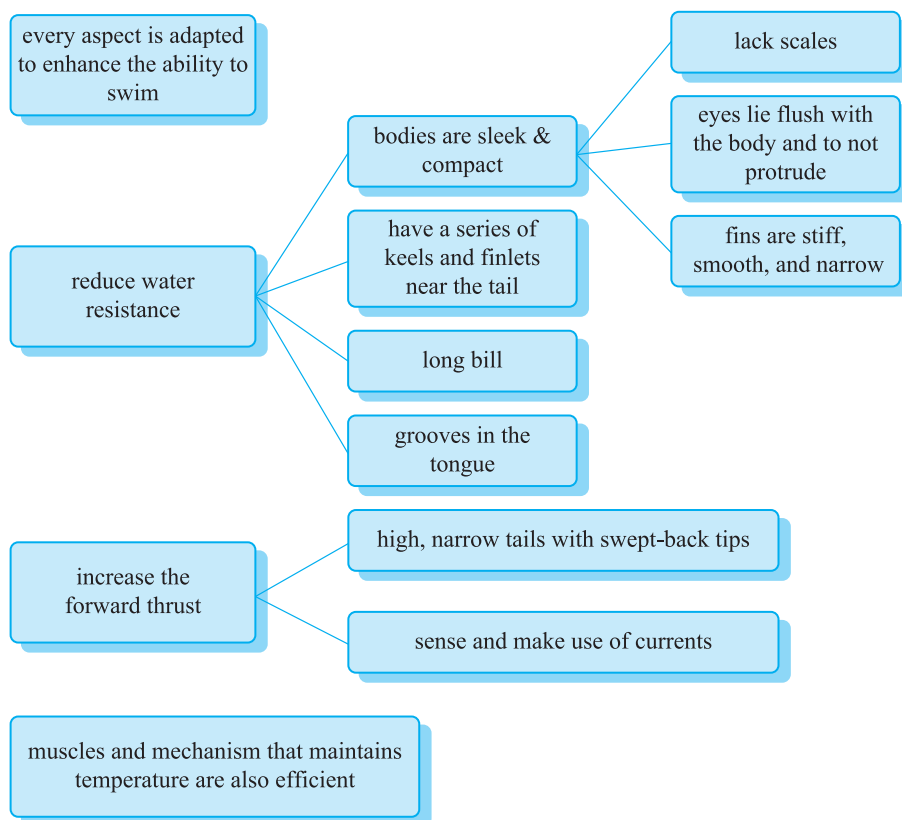 every aspect is adapted
to enhance the ability to
swim
reduce water
resistance
bodies are sleek &
compact
lack scales
eyes lie flush with
the body and to not
protrude
fins are stiff,
smooth, and narrow
have a series of
keels and finlets
near the tail
long bill
grooves in the
tongue
increase the
forward thrust
high, narrow tails with swept-back tips
sense and make use of currents
muscles and mechanism that maintains
temperature are also efficient